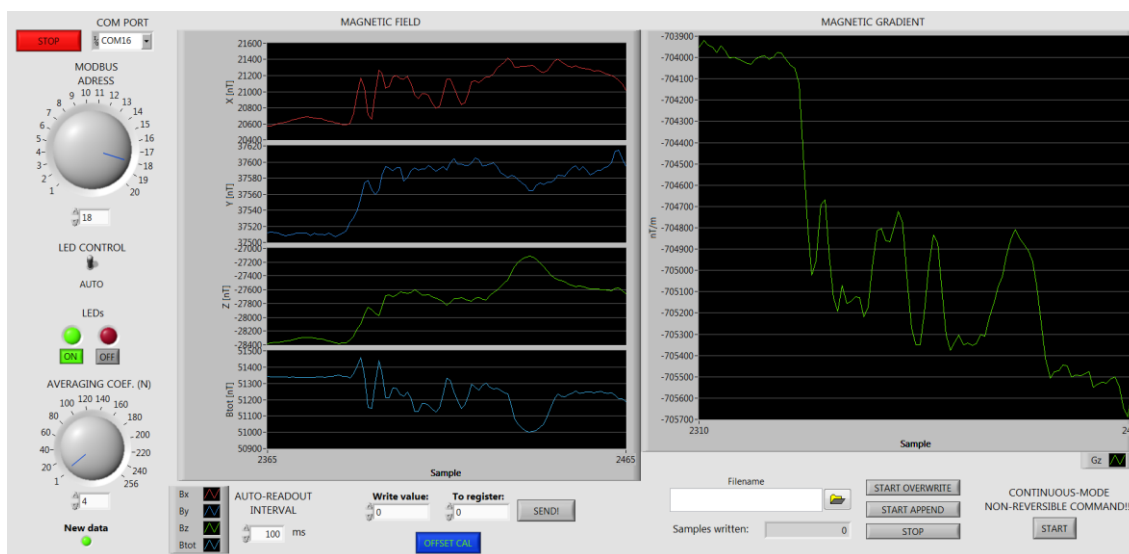 COM PORT
STOP
COM16
MODBUS
ADRESS
1 2 3 4 5 6 7 8 9 10 11 12 13 14 15 16 17 18 19 20
18
LED CONTROL
AUTO
LEDs
ON OFF
AVERAGING COEF. (N)
1 20 40 60 80 100 120 140 160 180 200 220 240 256
4
New data
MAGNETIC FIELD
X [nT]
21600
21400
21200
21000
20800
20600
20400
Y [nT]
37620
37600
37580
37560
37540
37520
37500
Z [nT]
-27000
-27200
-27400
-27600
-27800
-28000
-28200
-28400
Btot [nT]
51500
51400
51300
51200
51100
51000
50900
2365 2465
Sample
Bx
By
Bz
Btot
AUTO-READOUT
INTERVAL
100 ms
Write value: To register:
0 0 SEND!
OFFSET CAL
MAGNETIC GRADIENT
nT/m
-703900
-704000
-704100
-704200
-704300
-704400
-704500
-704600
-704700
-704800
-704900
-705000
-705100
-705200
-705300
-705400
-705500
-705600
-705700
2310
Sample
Gz
Filename
Samples written: 0
START OVERWRITE
START APPEND
STOP
CONTINUOUS-MODE
NON-REVERSIBLE COMMAND!!
START